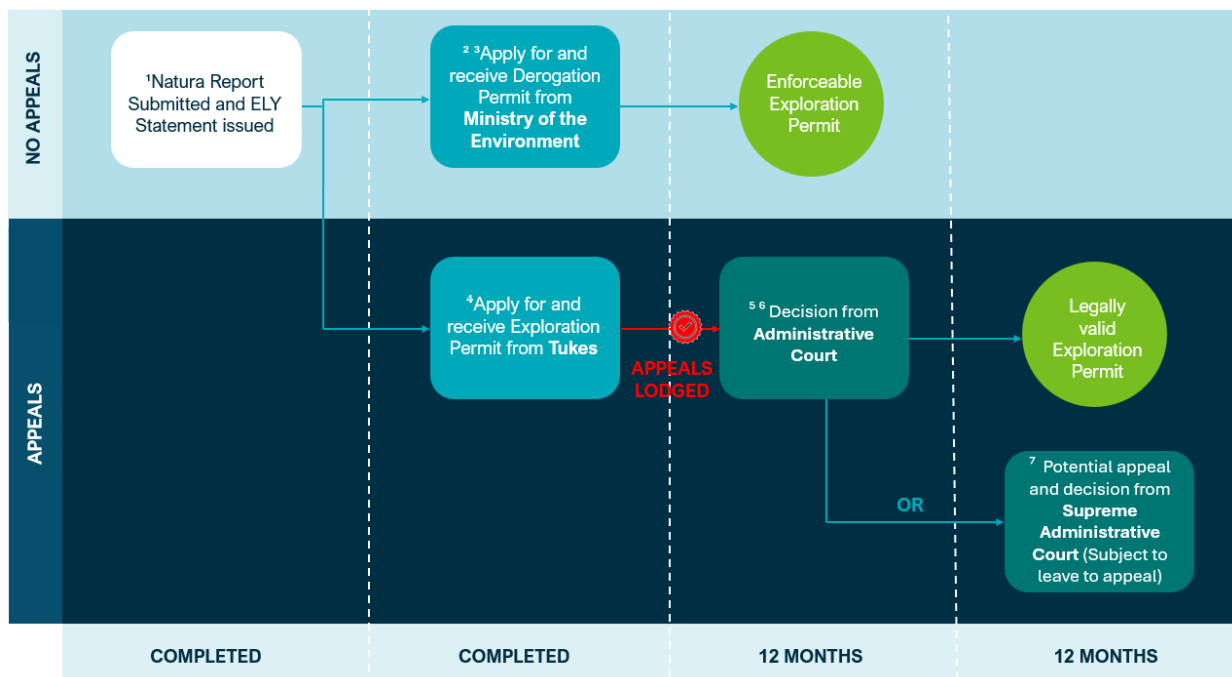 NO APPEALS
¹Natura Report
Submitted and ELY
Statement issued
² ³Apply for and
receive Derogation
Permit from
Ministry of the
Environment
Enforceable
Exploration
Permit
APPEALS
⁴Apply for and
receive Exploration
Permit from Tukes
APPEALS
LODGED
⁵ ⁶ Decision from
Administrative
Court
Legally
valid
Exploration
Permit
OR
⁷ Potential appeal
and decision from
Supreme
Administrative
Court (Subject to
leave to appeal)
COMPLETED
COMPLETED
12 MONTHS
12 MONTHS